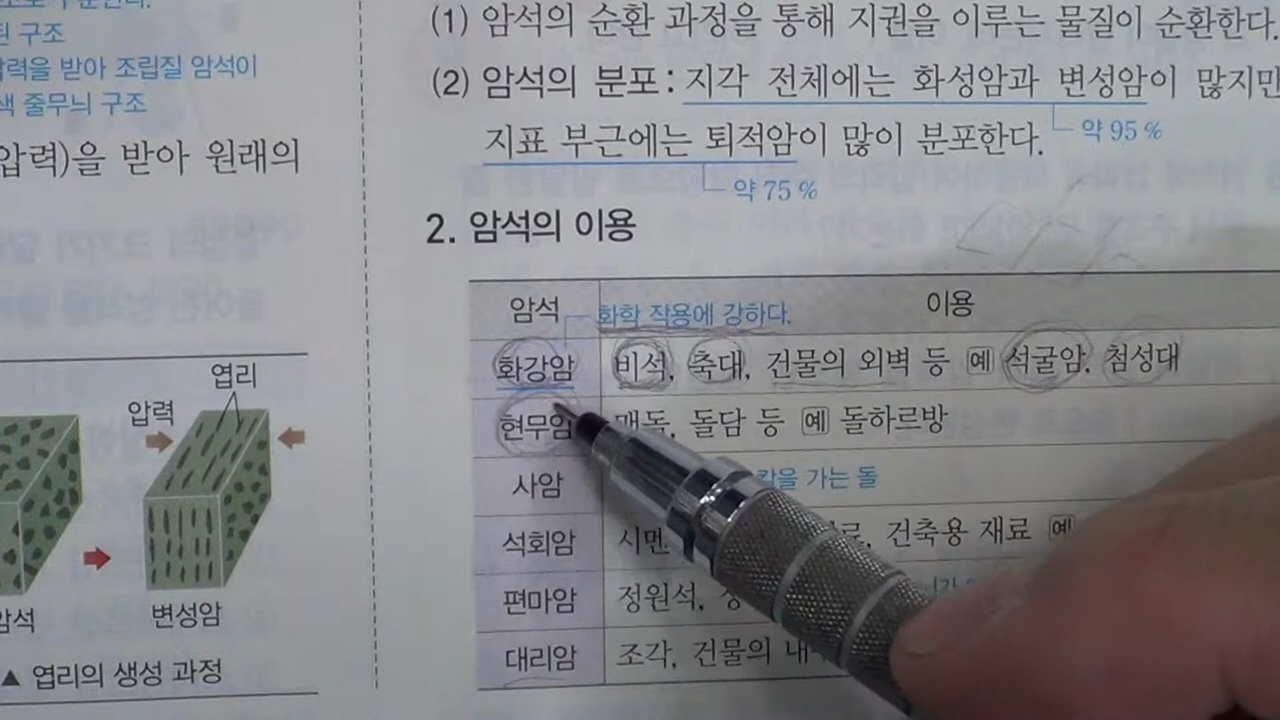 된 구조
압력을 받아 조립질 암석이
색 줄무늬 구조
압력)을 받아 원래의
엽리
압력
암석
변성암
▲ 엽리의 생성 과정
(1) 암석의 순환 과정을 통해 지권을 이루는 물질이 순환한다.
(2) 암석의 분포 : 지각 전체에는 화성암과 변성암이 많지만
약 95 %
지표 부근에는 퇴적암이 많이 분포한다.
약 75 %
2. 암석의 이용
암석 이용
화학 작용에 강하다.
화강암 비석, 축대, 건물의 외벽 등 예 석굴암, 첨성대
현무암 맷돌, 돌담 등 예 돌하르방
사암 칼을 가는 돌
석회암 시멘 건축용 재료 예
편마암 정원석,
대리암 조각, 건물의 내